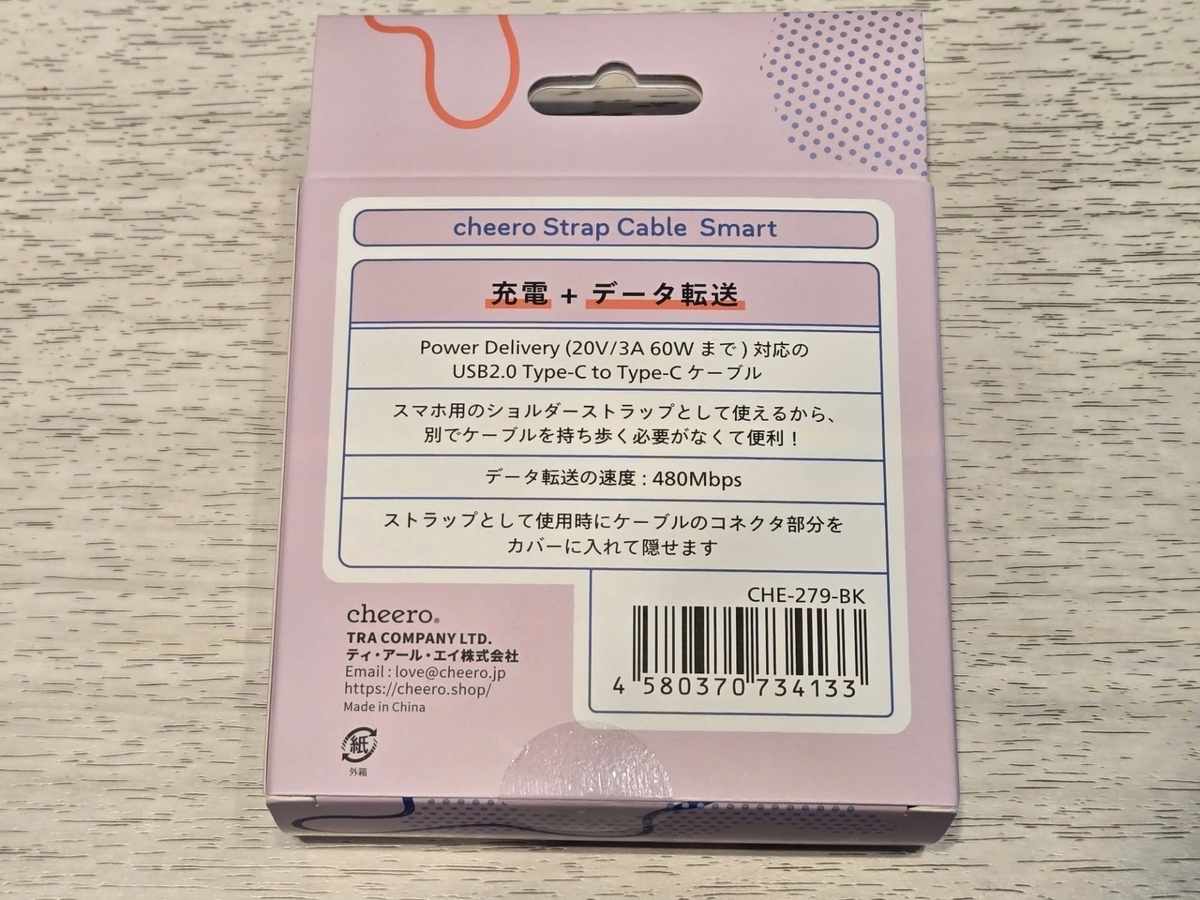 cheero Strap Cable Smart
充電 + データ転送
Power Delivery (20V/3A 60W まで) 対応の
USB2.0 Type-C to Type-C ケーブル
スマホ用のショルダーストラップとして使えるから、
別でケーブルを持ち歩く必要がなくて便利！
データ転送の速度 : 480Mbps
ストラップとして使用時にケーブルのコネクタ部分を
カバーに入れて隠せます
CHE-279-BK
4 580370 734133
cheero®
TRA COMPANY LTD.
ティ・アール・エイ株式会社
Email : love@cheero.jp
https://cheero.shop/
Made in China
紙
外箱